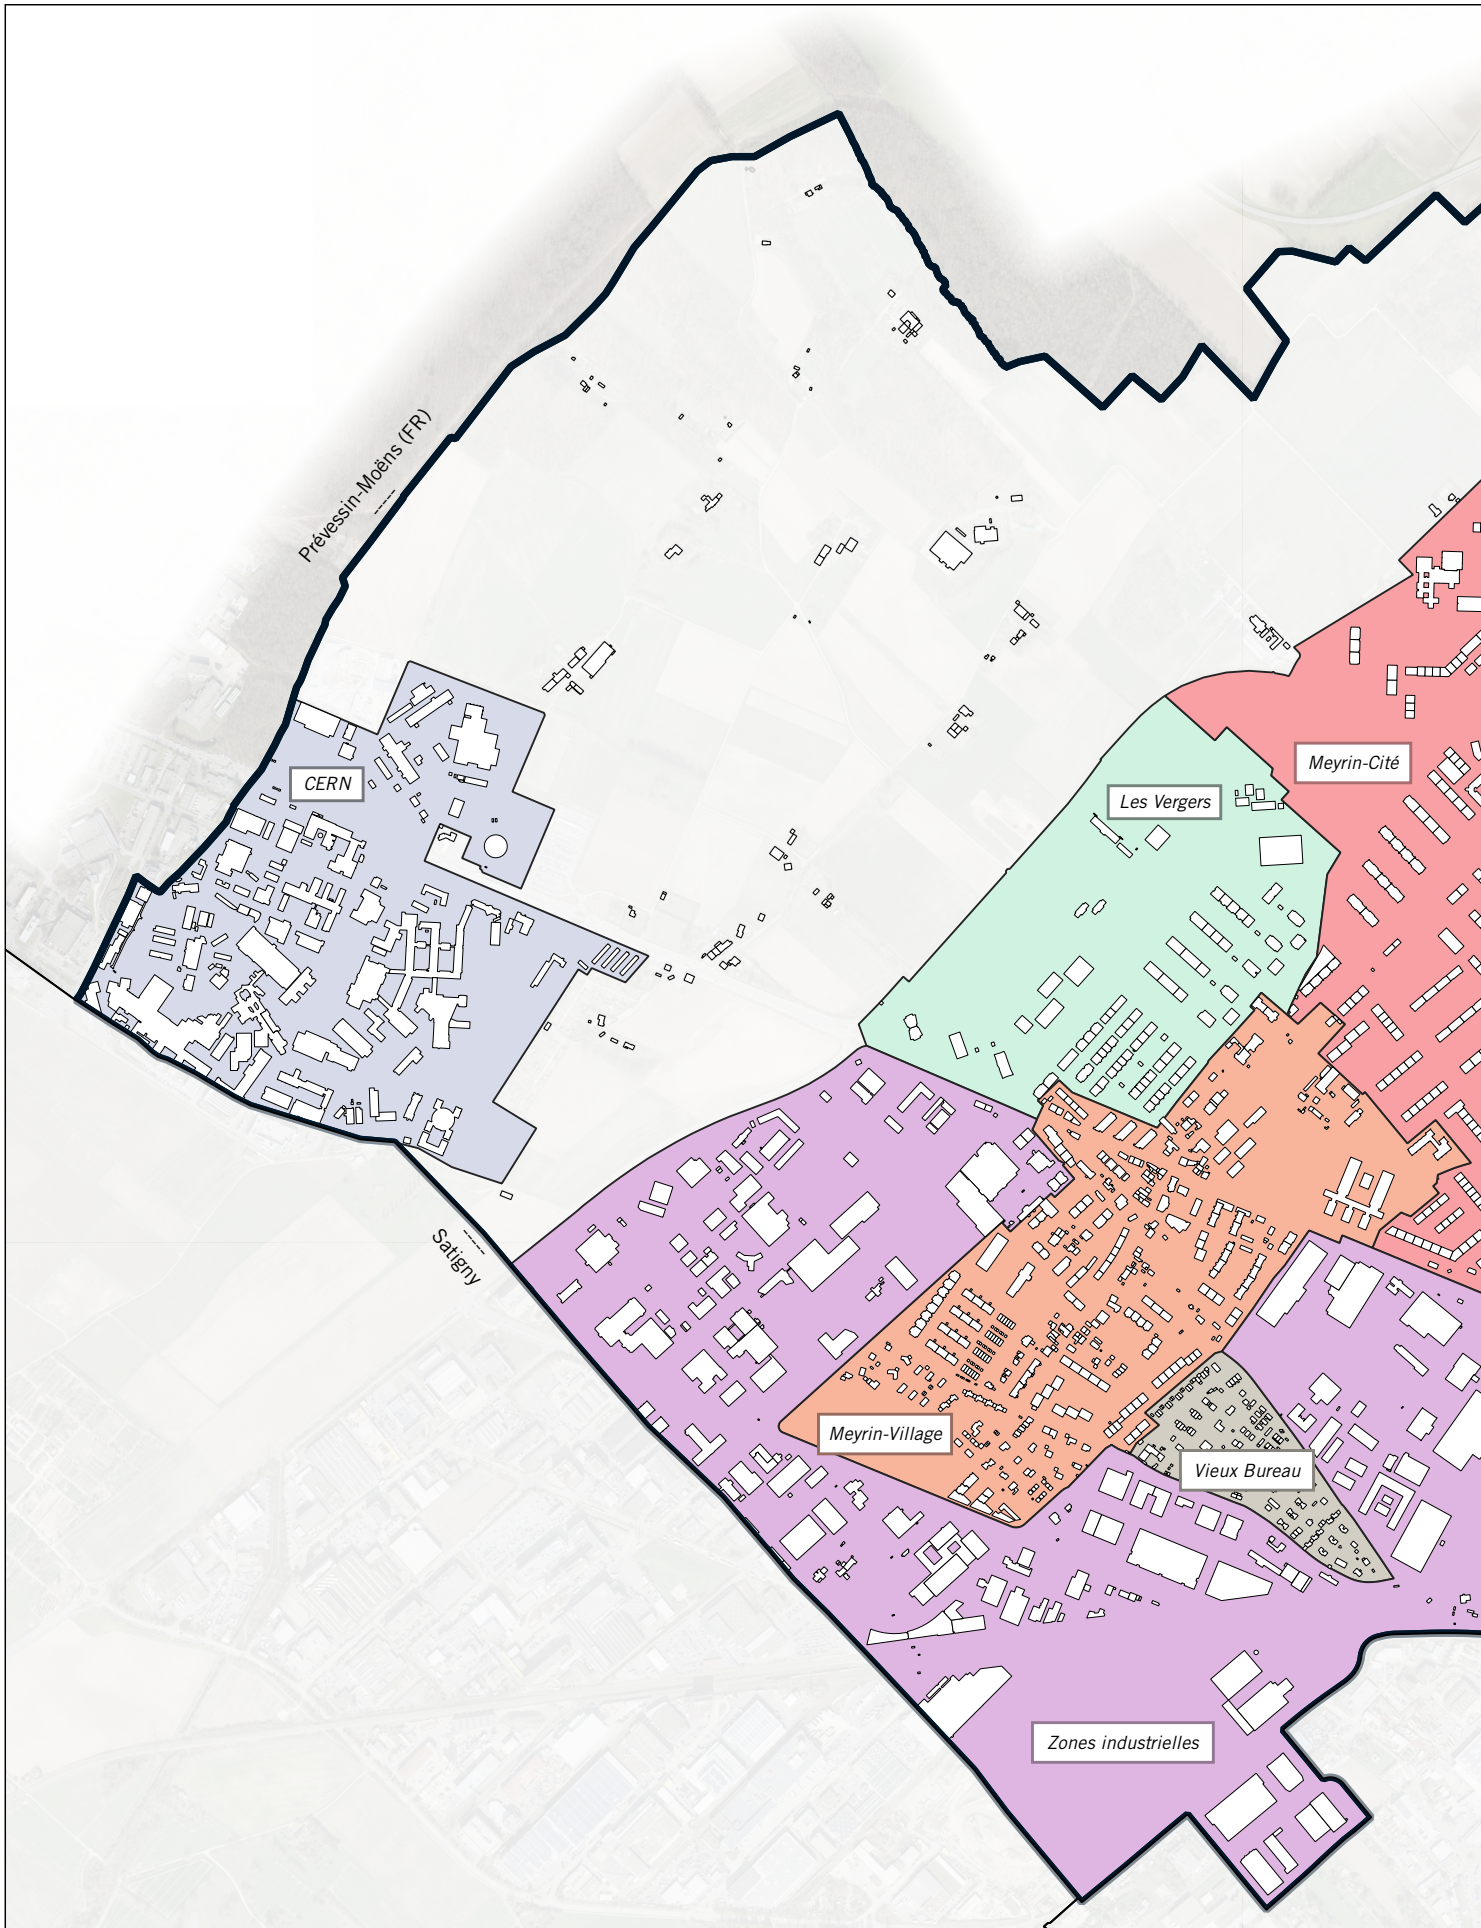 Prévessin-Moëns (FR)
Meyrin-Cité
CERN
Les Vergers
Satigny
Meyrin-Village
Vieux Bureau
Zones industrielles